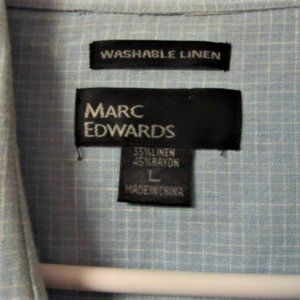 WASHABLE LINEN
MARC
EDWARDS
55%LINEN
45%RAYON
L
MADE IN CHINA